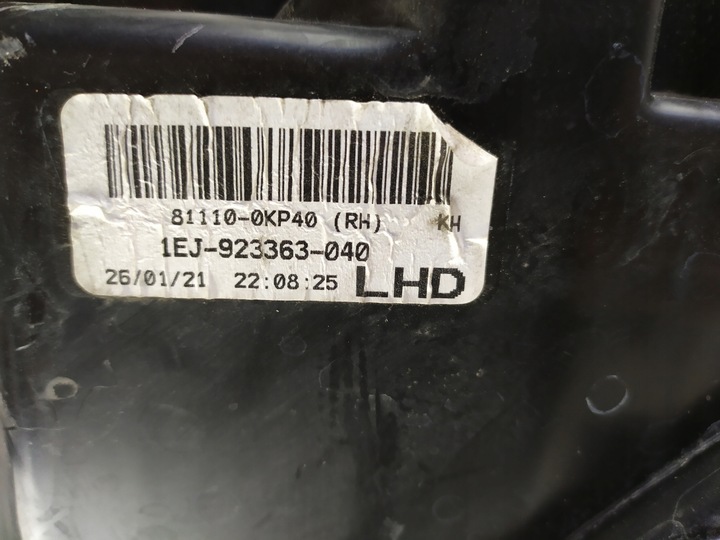 81110-0KP40 (RH) KH
1EJ-923363-040
26/01/21 22:08:25 LHD